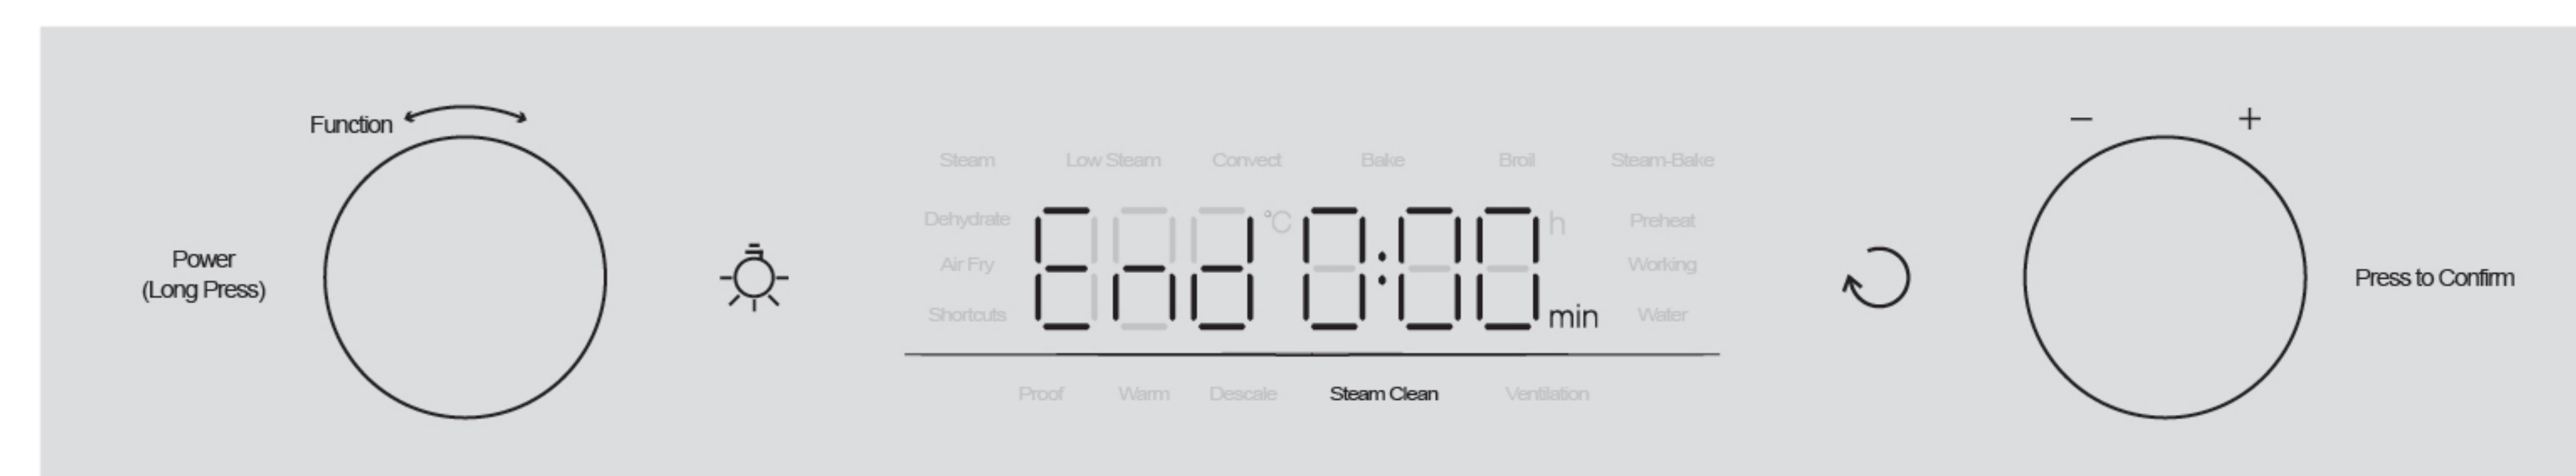 Function
− +
Steam Low Steam Convect Bake Broil Steam-Bake
Dehydrate °C h Preheat
End 0:00
Air Fry Working
Power
(Long Press)
Press to Confirm
Shortcuts min Water
Proof Warm Descale Steam Clean Ventilation